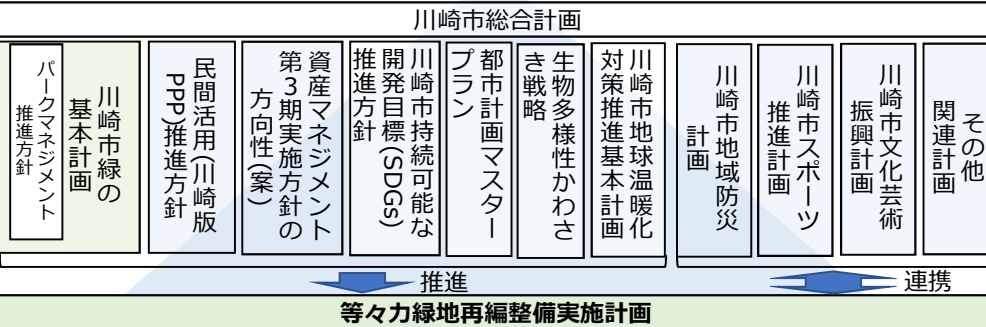 川崎市総合計画
川崎市緑の
基本計画
パークマネジメント
推進方針
民間活用(川崎版
PPP)推進方針
資産マネジメント
第3期実施方針の
方向性(案)
川崎市持続可能な
開発目標(SDGs)
推進方針
都市計画マスター
プラン
生物多様性かわさ
き戦略
川崎市地球温暖化
対策推進基本計画
川崎市地域防災
計画
川崎市スポーツ
推進計画
川崎市文化芸術
振興計画
その他
関連計画
推進
連携
等々力緑地再編整備実施計画